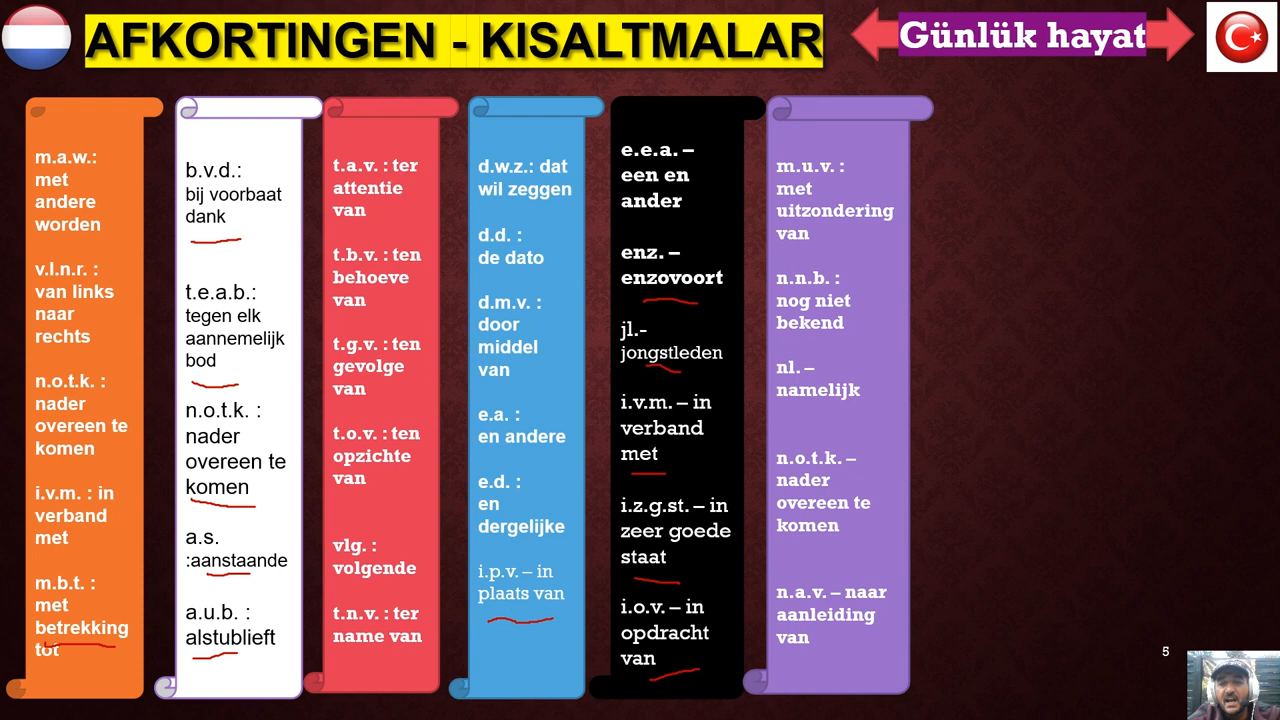 AFKORTINGEN - KISALTMALAR
Günlük hayat
m.a.w.:
met
andere
worden
v.l.n.r. :
van links
naar
rechts
n.o.t.k. :
nader
overeen te
komen
i.v.m. : in
verband
met
m.b.t. :
met
betrekking
tot
b.v.d.:
bij voorbaat
dank
t.e.a.b.:
tegen elk
aannemelijk
bod
n.o.t.k. :
nader
overeen te
komen
a.s.
:aanstaande
a.u.b. :
alstublieft
t.a.v. : ter
attentie
van
t.b.v. : ten
behoeve
van
t.g.v. : ten
gevolge
van
t.o.v. : ten
opzichte
van
vlg. :
volgende
t.n.v. : ter
name van
d.w.z.: dat
wil zeggen
d.d. :
de dato
d.m.v. :
door
middel
van
e.a. :
en andere
e.d. :
en
dergelijke
i.p.v. – in
plaats van
e.e.a. –
een en
ander
enz. –
enzovoort
jl.-
jongstleden
i.v.m. – in
verband
met
i.z.g.st. – in
zeer goede
staat
i.o.v. – in
opdracht
van
m.u.v. :
met
uitzondering
van
n.n.b. :
nog niet
bekend
nl. –
namelijk
n.o.t.k. –
nader
overeen te
komen
n.a.v. – naar
aanleiding
van
5